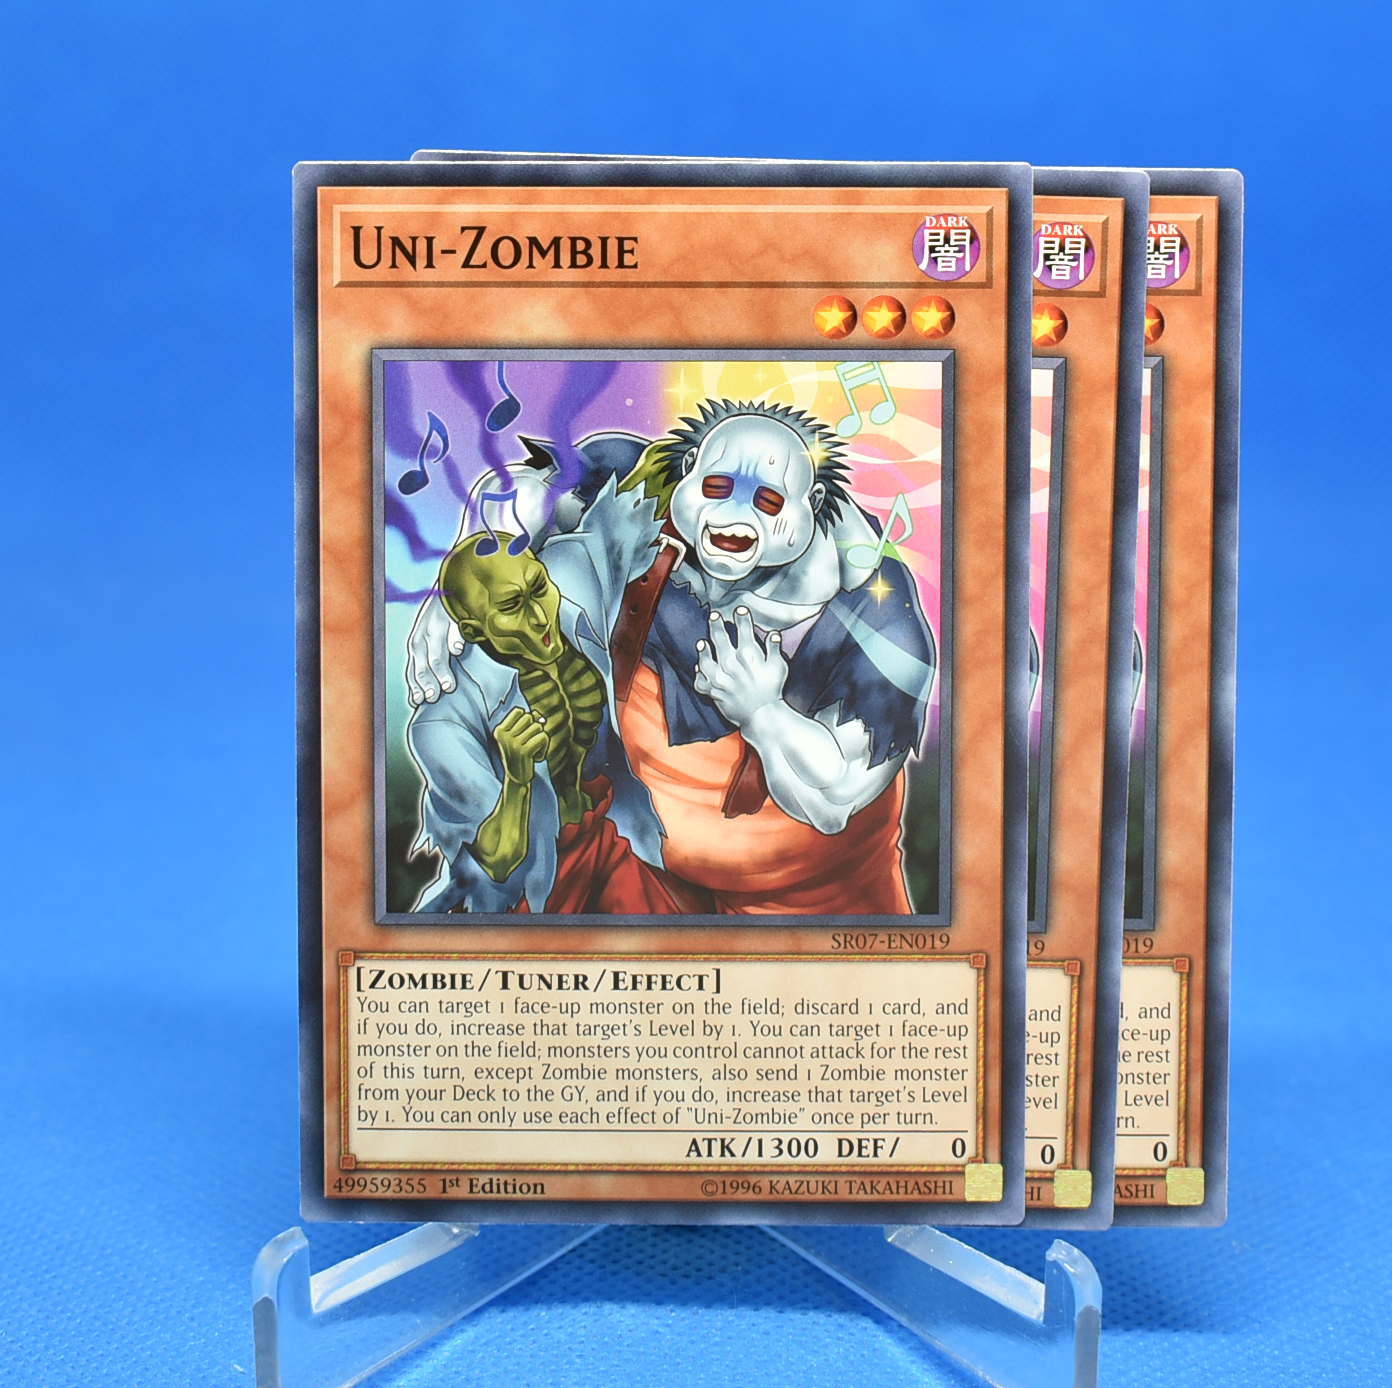 UNI-ZOMBIE
DARK
闇
DARK
闇
ARK
闇
SR07-EN019
19
019
[ZOMBIE/TUNER/EFFECT]
You can target 1 face-up monster on the field; discard 1 card, and
if you do, increase that target's Level by 1. You can target 1 face-up
monster on the field; monsters you control cannot attack for the rest
of this turn, except Zombie monsters, also send 1 Zombie monster
from your Deck to the GY, and if you do, increase that target's Level
by 1. You can only use each effect of "Uni-Zombie" once per turn.
ATK/1300 DEF/ 0
49959355 1st Edition ©1996 KAZUKI TAKAHASHI
and
e-up
rest
ster
evel
.
0
HI
d, and
ce-up
e rest
onster
Level
rn.
0
ASHI